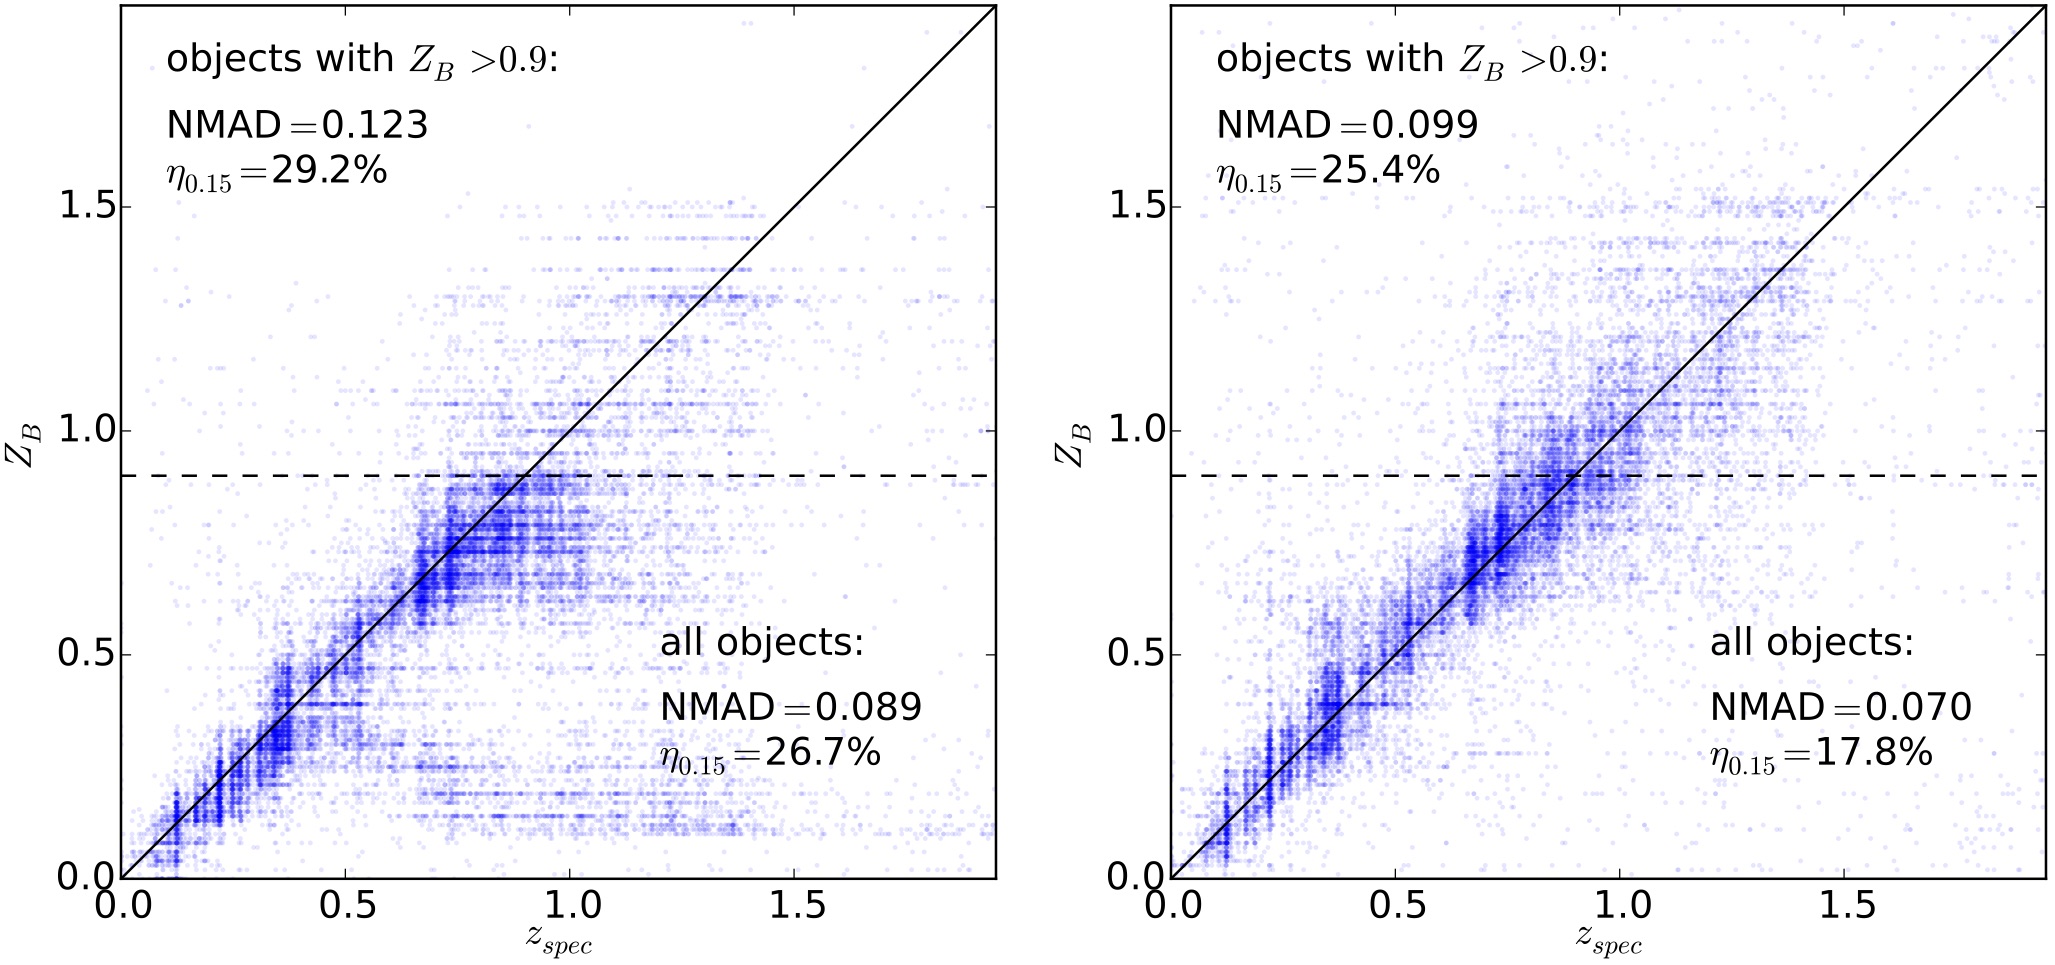 objects with Z_B >0.9:
NMAD=0.123
η_0.15=29.2%
1.5
1.0
Z_B
0.5
all objects:
NMAD=0.089
η_0.15=26.7%
0.0
0.0 0.5 1.0 1.5
z_spec
objects with Z_B >0.9:
NMAD=0.099
η_0.15=25.4%
1.5
1.0
Z_B
0.5
all objects:
NMAD=0.070
η_0.15=17.8%
0.0
0.0 0.5 1.0 1.5
z_spec